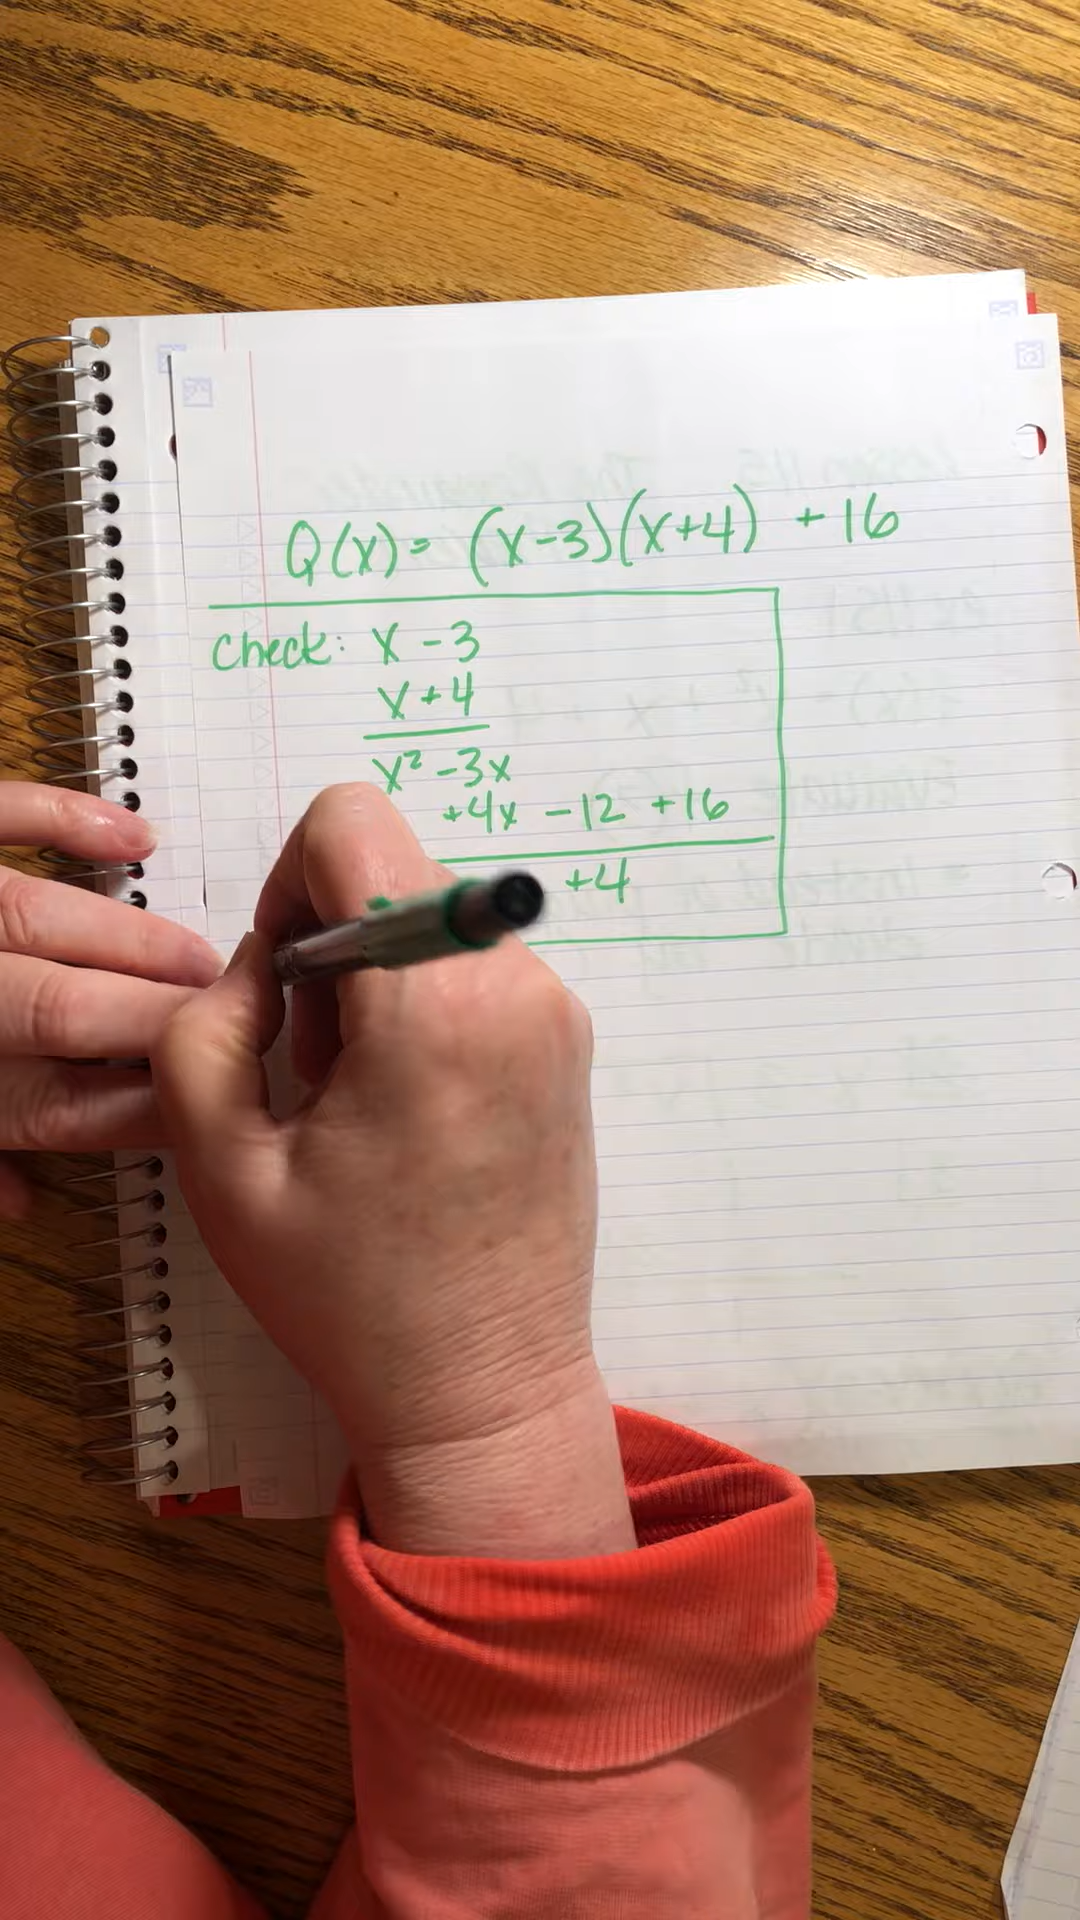 Q(x) = (x-3)(x+4) +16
Check: x - 3
x + 4
x² - 3x
+4x - 12 +16
+4